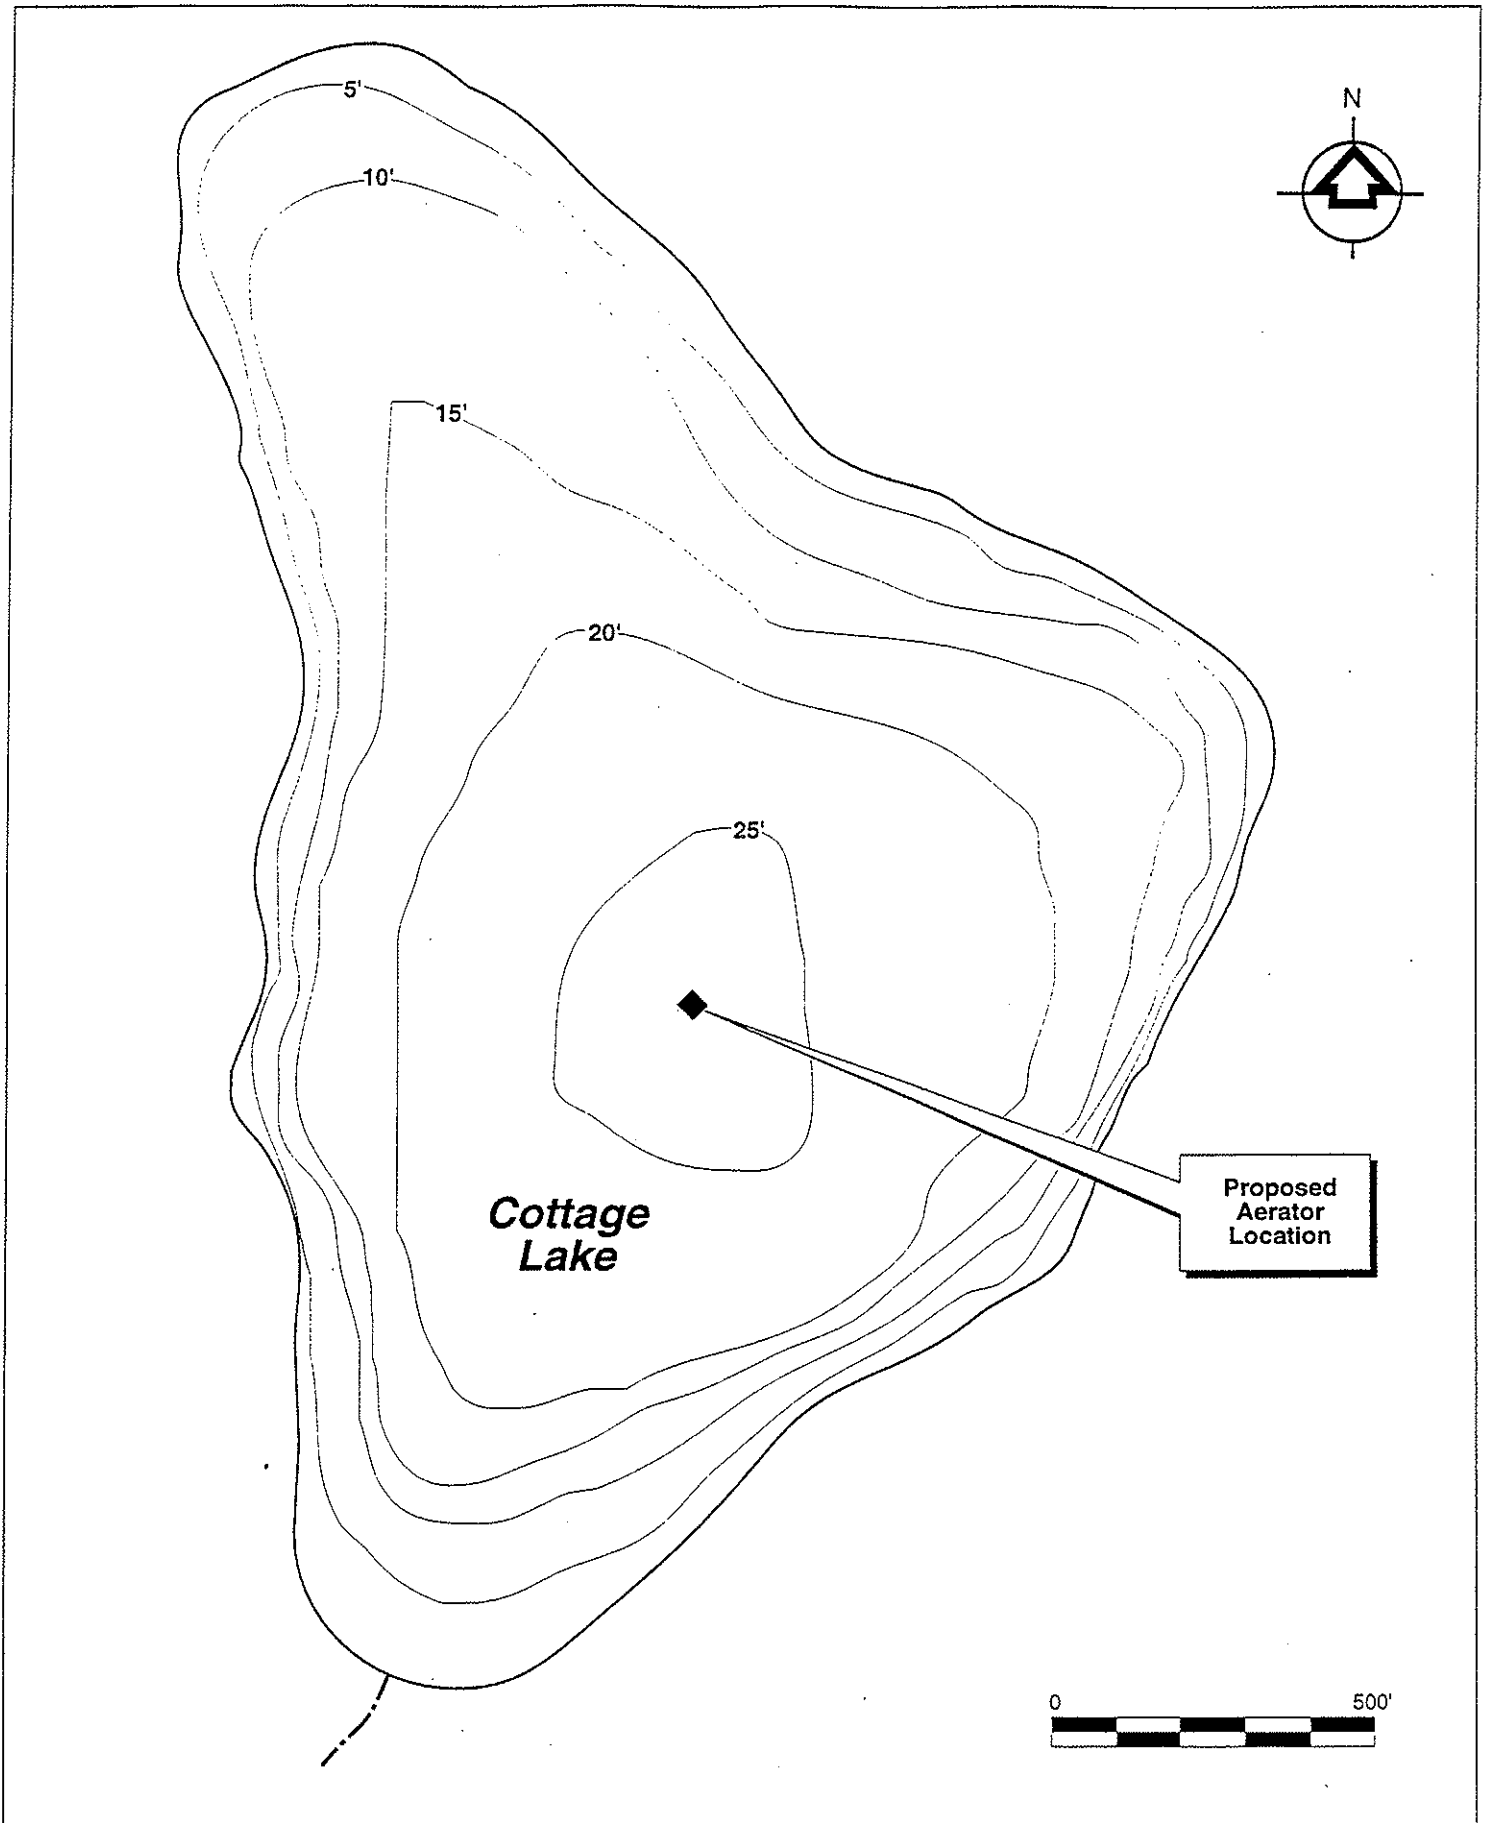 5'
N
10'
15'
20'
25'
Cottage
Lake
Proposed
Aerator
Location
0 500'